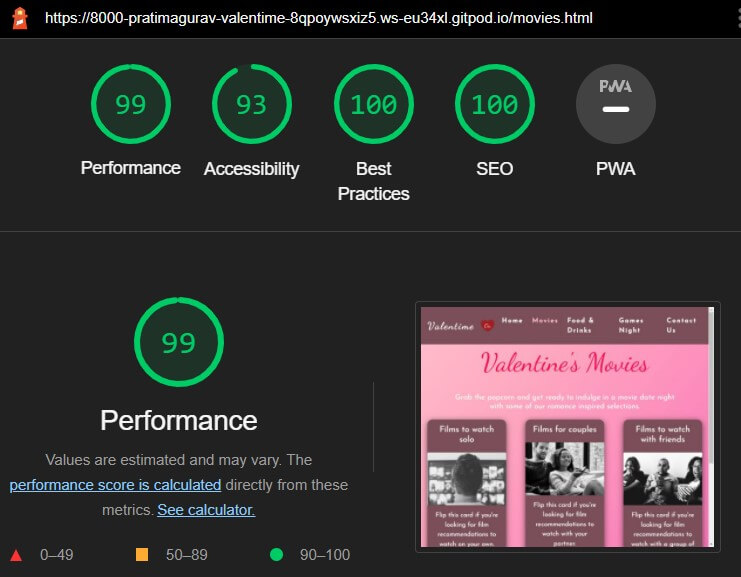 https://8000-pratimagurav-valentime-8qpoywsxiz5.ws-eu34xl.gitpod.io/movies.html
99
93
100
100
PWA
Performance
Accessibility
Best
Practices
SEO
PWA
99
Performance
Values are estimated and may vary. The
performance score is calculated directly from these
metrics. See calculator.
0–49
50–89
90–100
Valentime
Home
Movies
Food &
Drinks
Games
Night
Contact
Us
Valentine's Movies
Grab the popcorn and get ready to indulge in a movie date night
with some of our romance inspired selections.
Films to watch
solo
Flip this card if you're
looking for film
recommendations to
watch on your own.
Films for couples
Flip this card if you're
looking for film
recommendations to
watch with your
partner.
Films to watch
with friends
Flip this card if you're
looking for film
recommendations to
watch with a group of